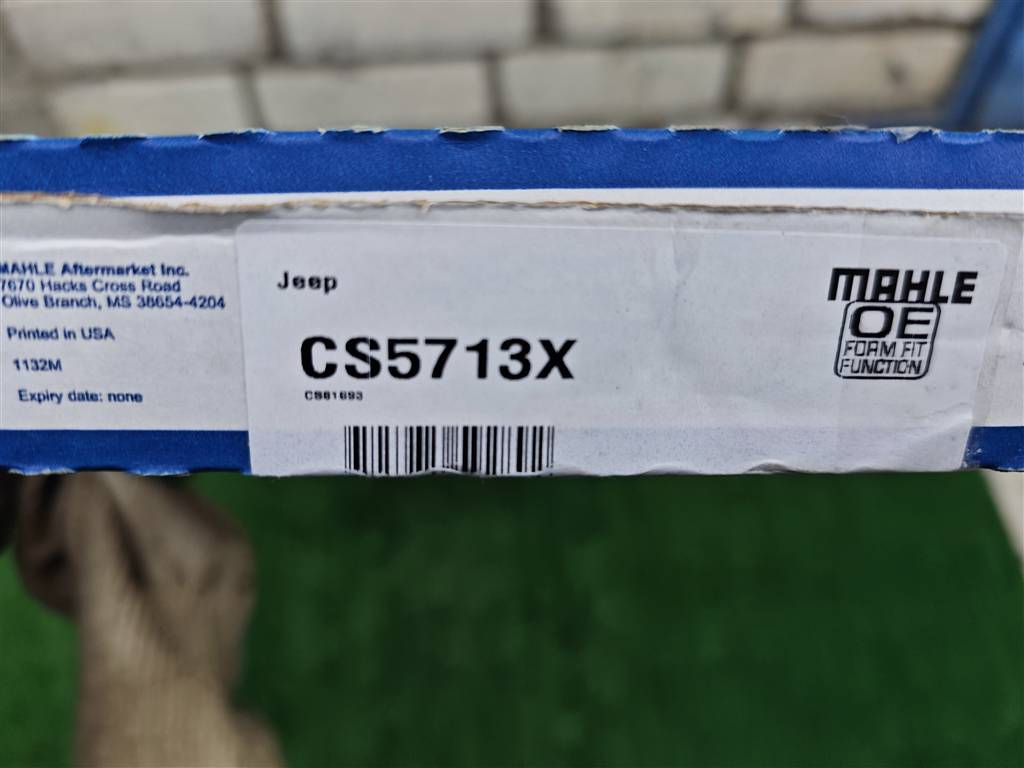 MAHLE Aftermarket Inc.
7670 Hacks Cross Road
Olive Branch, MS 38654-4204
Printed in USA
1132M
Expiry date: none
Jeep
CS5713X
CS61693
MAHLE
OE
FORM FIT
FUNCTION